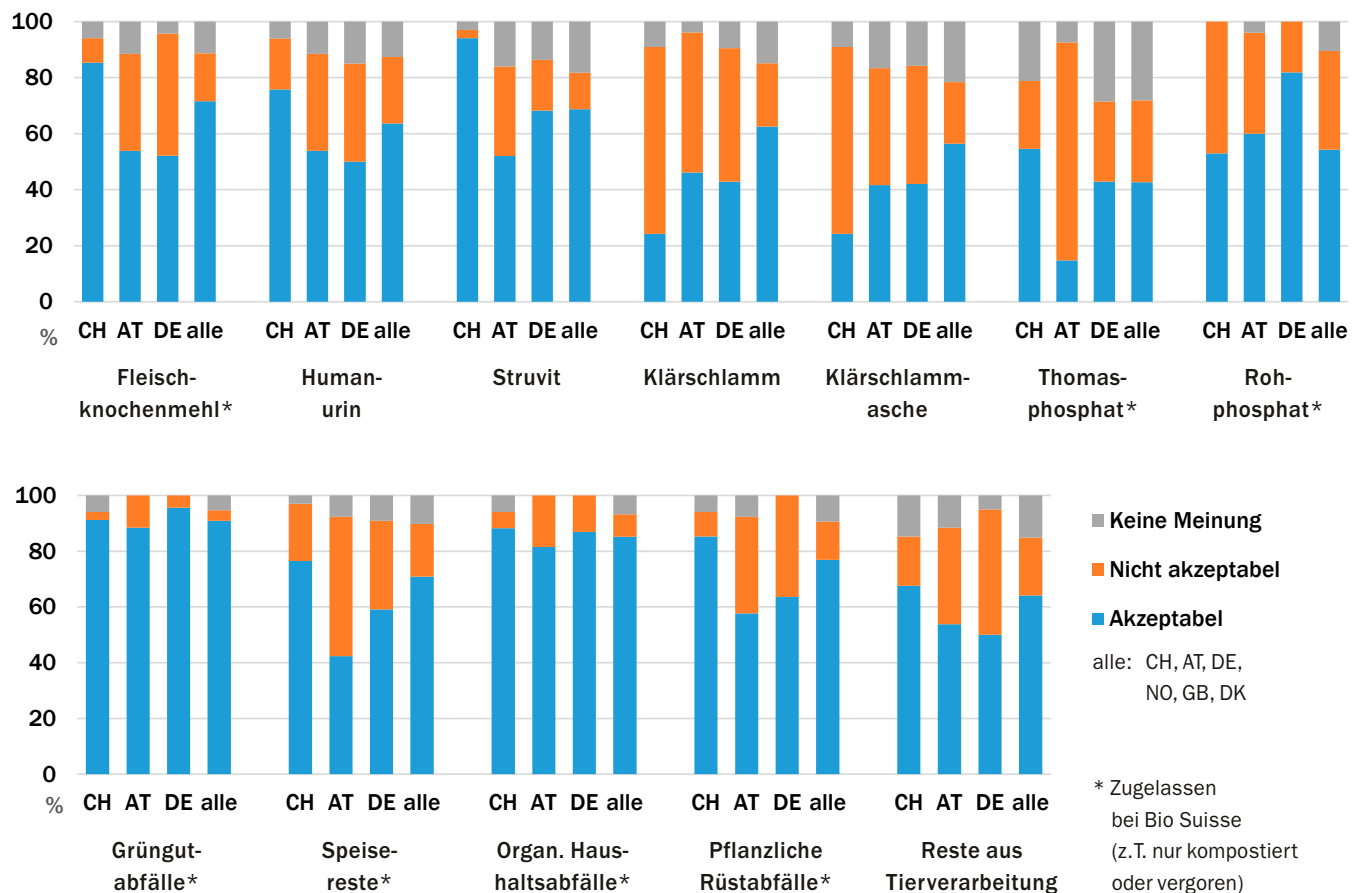 100
80
60
40
20
0
% CH AT DE alle CH AT DE alle CH AT DE alle CH AT DE alle CH AT DE alle CH AT DE alle CH AT DE alle
Fleisch- Human- Struvit Klärschlamm Klärschlamm- Thomas- Roh-
knochenmehl* urin asche phosphat* phosphat*
100
80
60
40
20
0
% CH AT DE alle CH AT DE alle CH AT DE alle CH AT DE alle CH AT DE alle
Grüngut- Speise- Organ. Haus- Pflanzliche Reste aus
abfälle* reste* haltsabfälle* Rüstabfälle* Tierverarbeitung
Keine Meinung
Nicht akzeptabel
Akzeptabel
alle: CH, AT, DE,
NO, GB, DK
* Zugelassen
bei Bio Suisse
(z.T. nur kompostiert
oder vergoren)